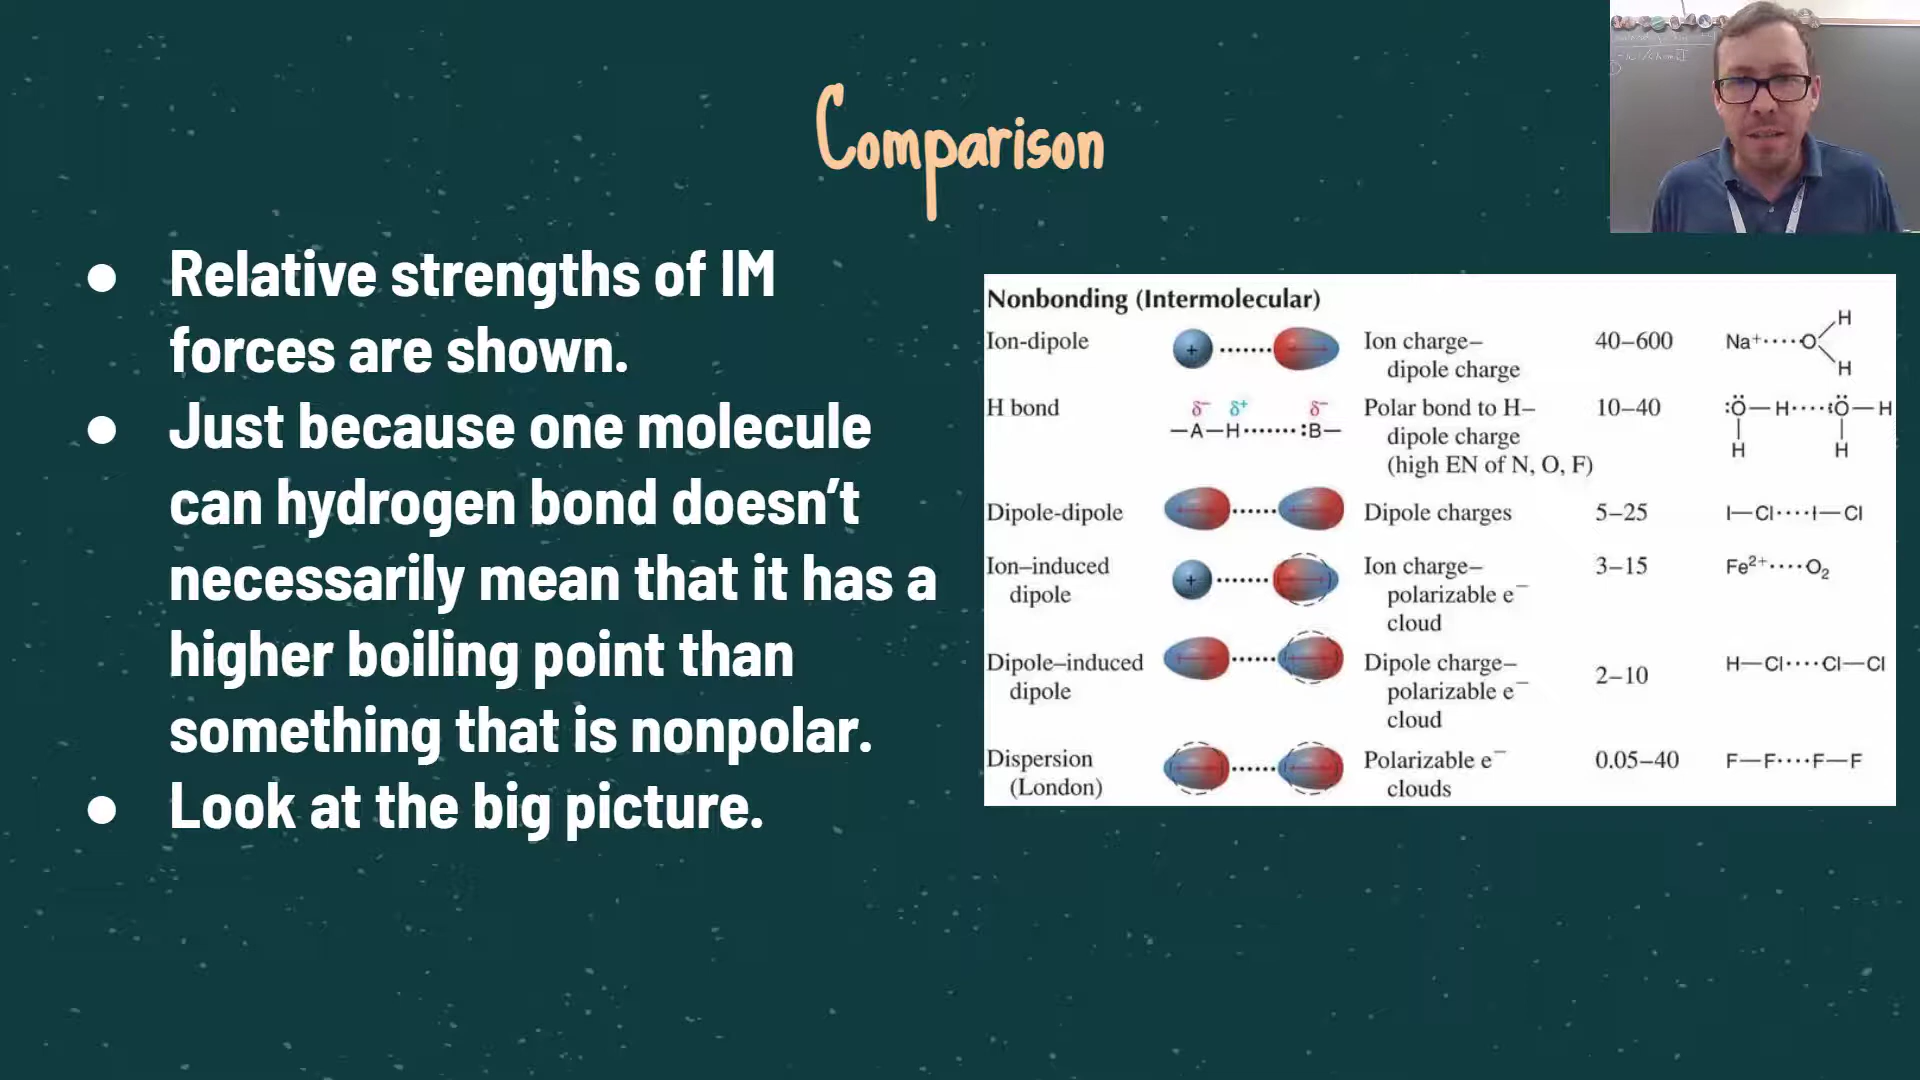 Comparison
● Relative strengths of IM
forces are shown.
● Just because one molecule
can hydrogen bond doesn’t
necessarily mean that it has a
higher boiling point than
something that is nonpolar.
● Look at the big picture.
Nonbonding (Intermolecular)
Ion-dipole + Ion charge– 40–600 Na⁺····O H H
dipole charge
H bond δ⁻ δ⁺ δ⁻ Polar bond to H– 10–40 :Ö—H····:Ö—H
—A—H·······:B— dipole charge H H
(high EN of N, O, F)
Dipole-dipole Dipole charges 5–25 I—Cl····I—Cl
Ion–induced + Ion charge– 3–15 Fe²⁺····O₂
dipole polarizable e⁻
cloud
Dipole–induced Dipole charge– 2–10 H—Cl····Cl—Cl
dipole polarizable e⁻
cloud
Dispersion Polarizable e⁻ 0.05–40 F—F····F—F
(London) clouds